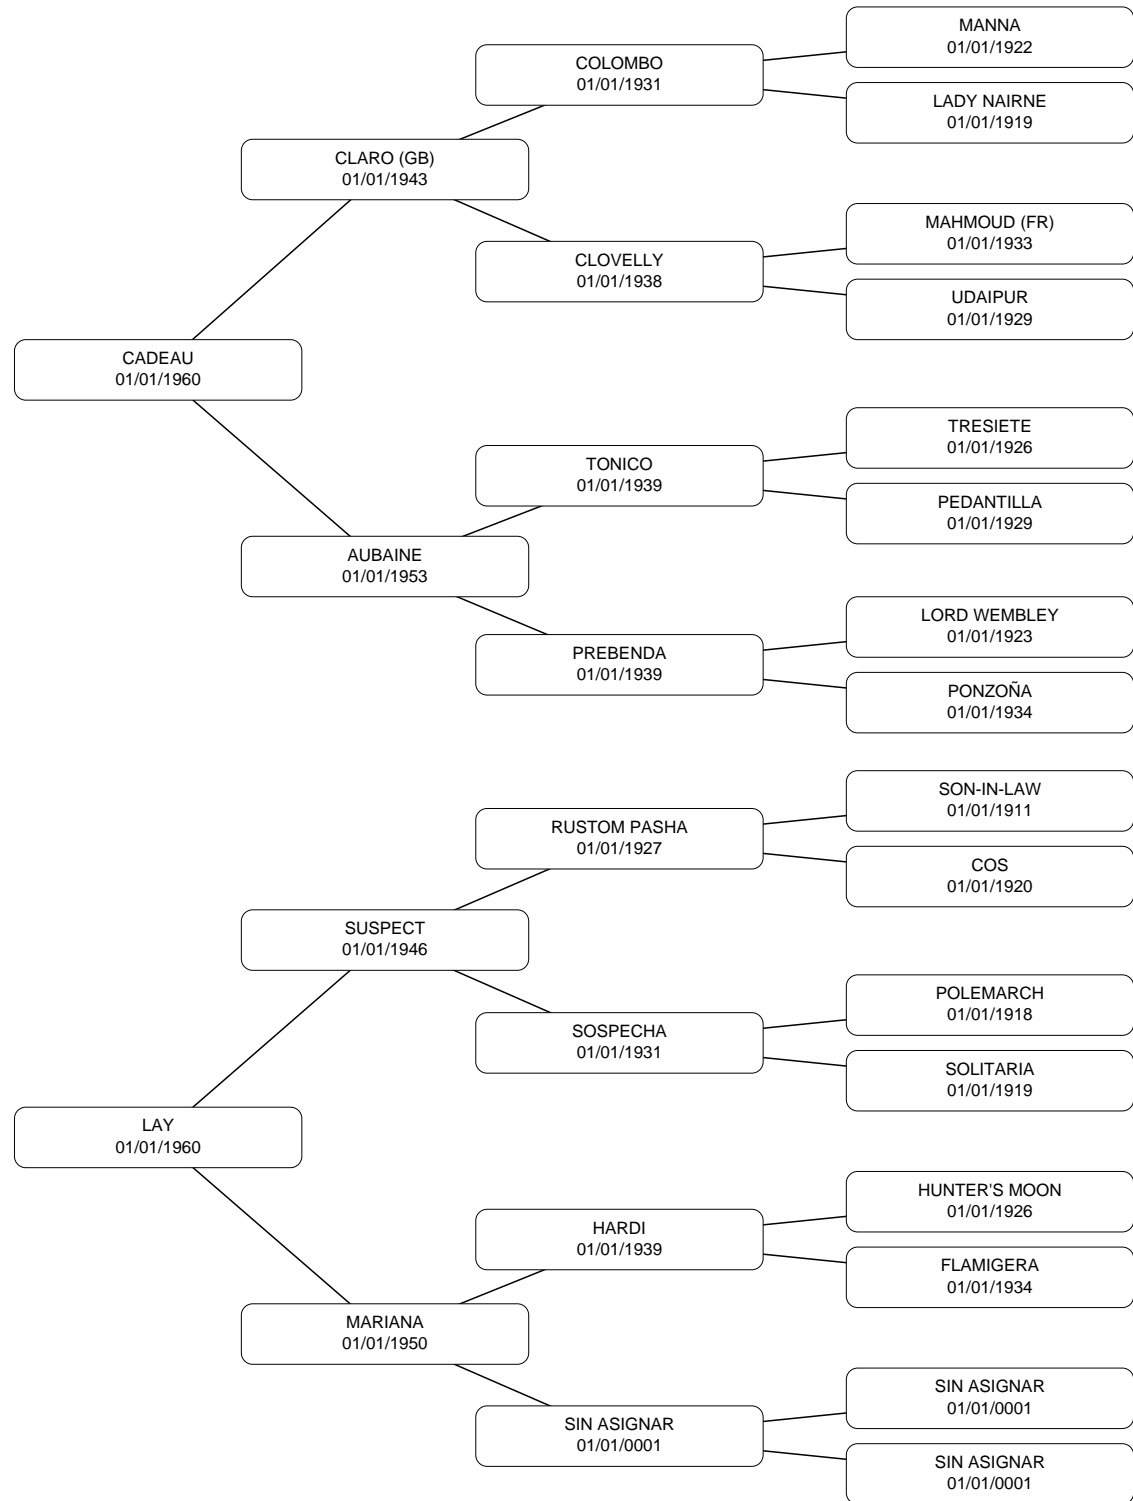 MANNA
01/01/1922
COLOMBO
01/01/1931
LADY NAIRNE
01/01/1919
CLARO (GB)
01/01/1943
MAHMOUD (FR)
01/01/1933
CLOVELLY
01/01/1938
UDAIPUR
01/01/1929
CADEAU
01/01/1960
TRESIETE
01/01/1926
TONICO
01/01/1939
PEDANTILLA
01/01/1929
AUBAINE
01/01/1953
LORD WEMBLEY
01/01/1923
PREBENDA
01/01/1939
PONZOÑA
01/01/1934
SON-IN-LAW
01/01/1911
RUSTOM PASHA
01/01/1927
COS
01/01/1920
SUSPECT
01/01/1946
POLEMARCH
01/01/1918
SOSPECHA
01/01/1931
SOLITARIA
01/01/1919
LAY
01/01/1960
HUNTER'S MOON
01/01/1926
HARDI
01/01/1939
FLAMIGERA
01/01/1934
MARIANA
01/01/1950
SIN ASIGNAR
01/01/0001
SIN ASIGNAR
01/01/0001
SIN ASIGNAR
01/01/0001